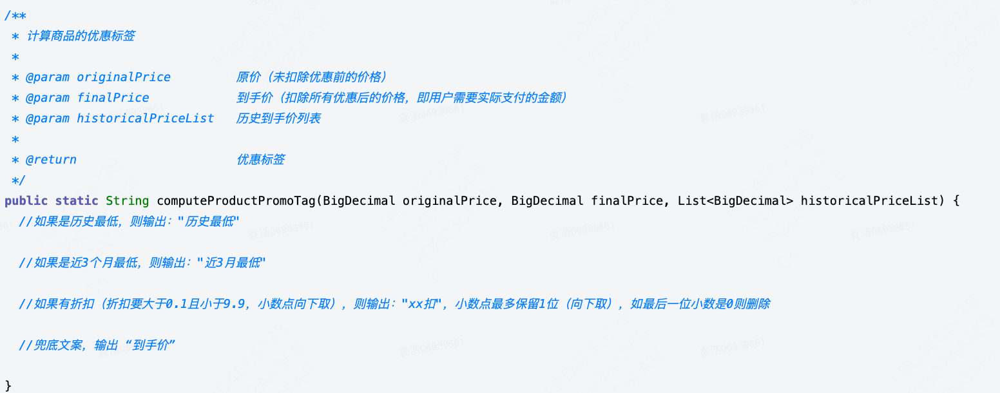 /**
 * 计算商品的优惠标签
 *
 * @param originalPrice         原价（未扣除优惠前的价格）
 * @param finalPrice            到手价（扣除所有优惠后的价格，即用户需要实际支付的金额）
 * @param historicalPriceList   历史到手价列表
 *
 * @return                      优惠标签
 */
public static String computeProductPromoTag(BigDecimal originalPrice, BigDecimal finalPrice, List<BigDecimal> historicalPriceList) {
  //如果是历史最低，则输出："历史最低"
  //如果是近3个月最低，则输出："近3月最低"
  //如果有折扣（折扣要大于0.1且小于9.9，小数点向下取），则输出："xx扣"，小数点最多保留1位（向下取），如最后一位小数是0则删除
  //兜底文案，输出 “到手价”
}